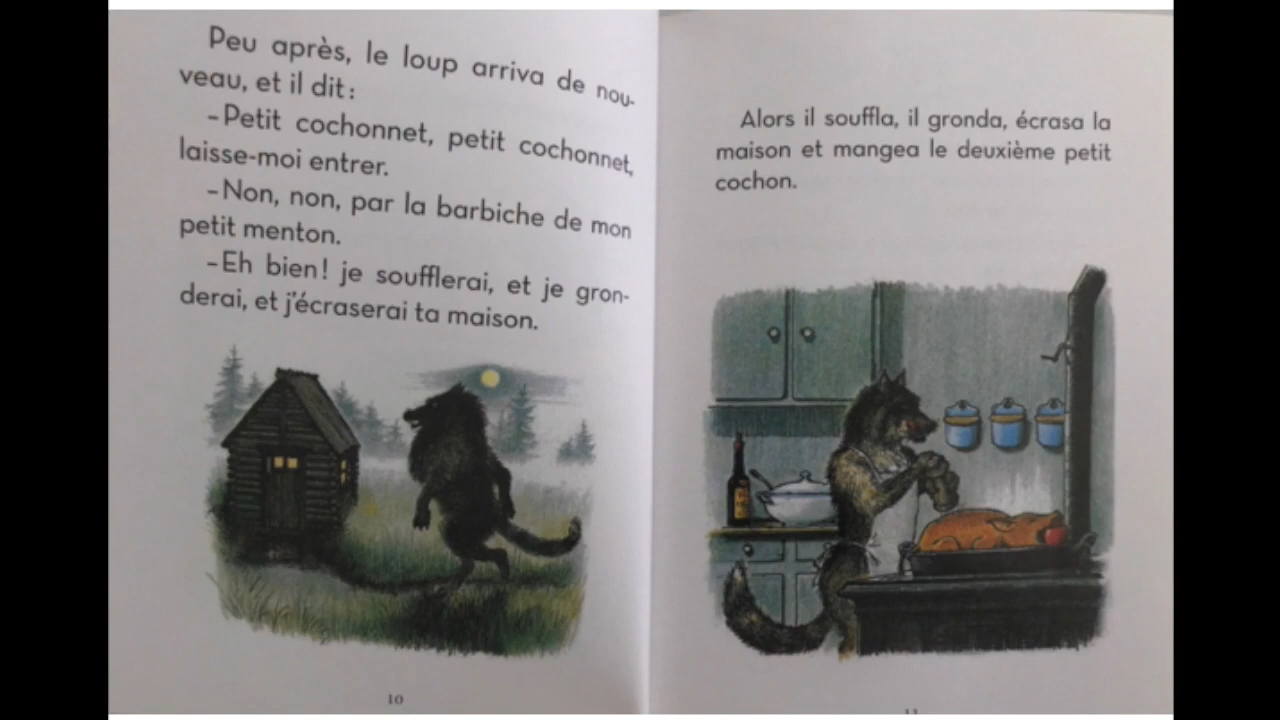 Peu après, le loup arriva de nou-
veau, et il dit :
– Petit cochonnet, petit cochonnet,
laisse-moi entrer.
– Non, non, par la barbiche de mon
petit menton.
– Eh bien ! je soufflerai, et je gron-
derai, et j'écraserai ta maison.
10
Alors il souffla, il gronda, écrasa la
maison et mangea le deuxième petit
cochon.
11